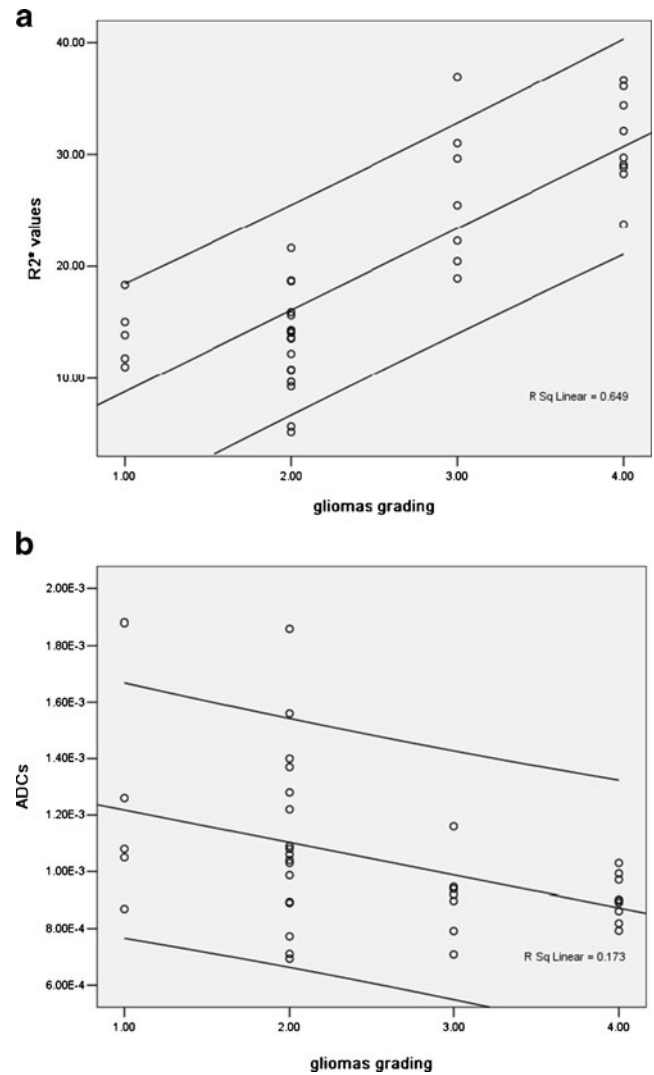 a
40.00
30.00
20.00
10.00
R2* values
R Sq Linear = 0.649
1.00 2.00 3.00 4.00
gliomas grading
b
2.00E-3
1.80E-3
1.60E-3
1.40E-3
1.20E-3
1.00E-3
8.00E-4
6.00E-4
ADCs
R Sq Linear = 0.173
1.00 2.00 3.00 4.00
gliomas grading